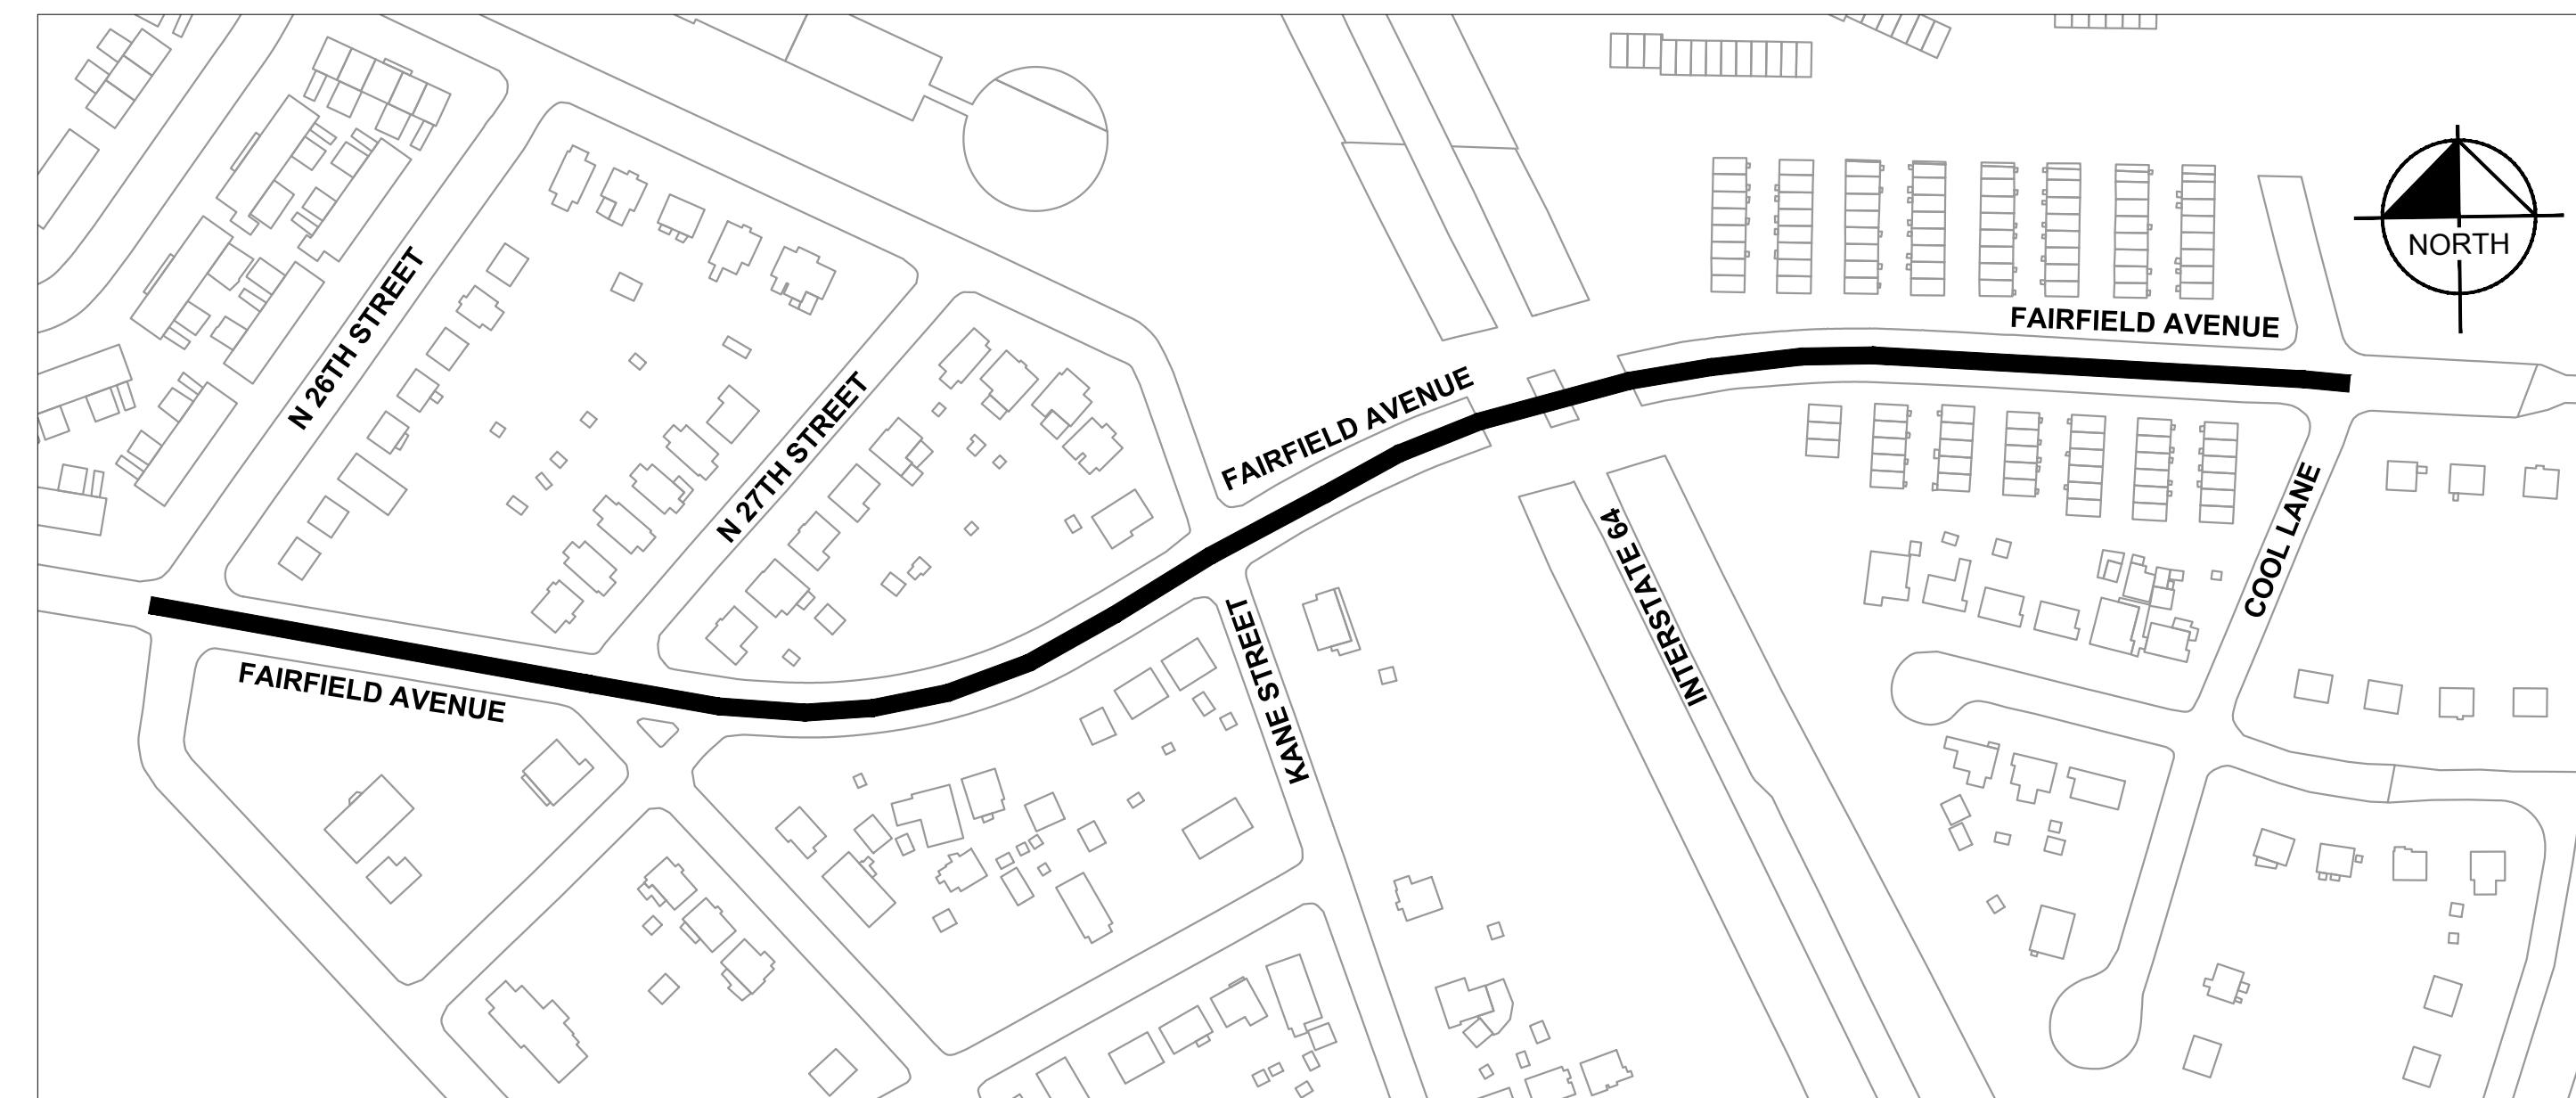 N 26TH STREET
N 27TH STREET
FAIRFIELD AVENUE
FAIRFIELD AVENUE
FAIRFIELD AVENUE
NORTH
KANE STREET
INTERSTATE 64
COOL LANE